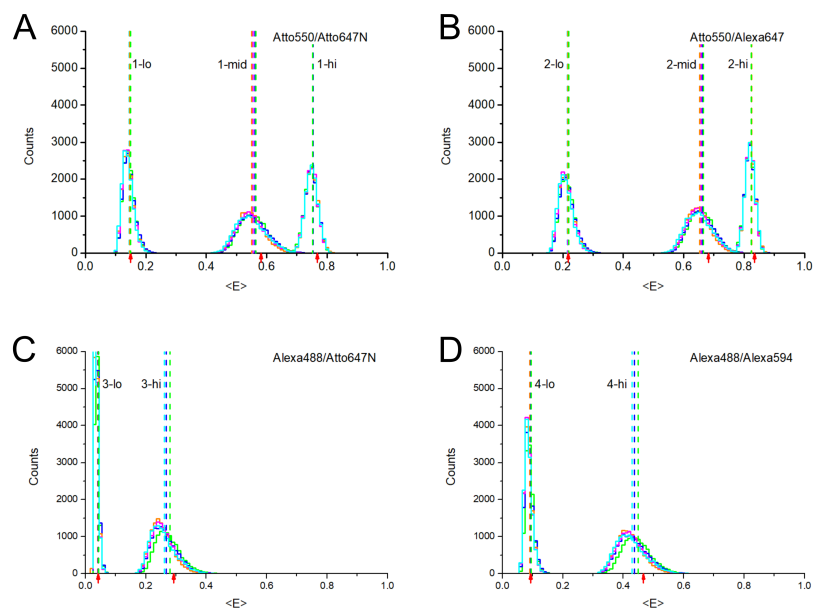 A
6000
5000
4000
3000
2000
1000
0
Counts
Atto550/Atto647N
1-lo
1-mid
1-hi
0.0 0.2 0.4 0.6 0.8 1.0
<E>
B
6000
5000
4000
3000
2000
1000
0
Counts
Atto550/Alexa647
2-lo
2-mid
2-hi
0.0 0.2 0.4 0.6 0.8 1.0
<E>
C
6000
5000
4000
3000
2000
1000
0
Counts
Alexa488/Atto647N
3-lo
3-hi
0.0 0.2 0.4 0.6 0.8 1.0
<E>
D
6000
5000
4000
3000
2000
1000
0
Counts
Alexa488/Alexa594
4-lo
4-hi
0.0 0.2 0.4 0.6 0.8 1.0
<E>